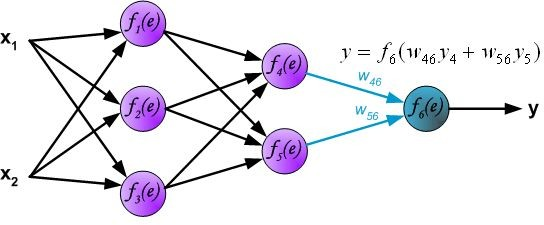 x1
x2
f1(e)
f2(e)
f3(e)
f4(e)
f5(e)
y = f6(w46y4 + w56y5)
w46
w56
f6(e)
y